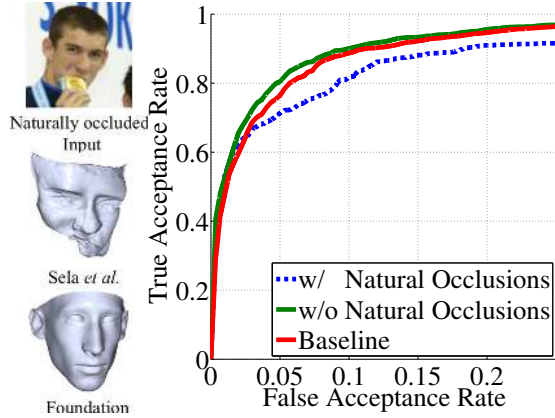 Naturally occluded
Input
Sela et al.
Foundation
True Acceptance Rate
1
0.8
0.6
0.4
0.2
0
0
0.05
0.1
0.15
0.2
False Acceptance Rate
w/ Natural Occlusions
w/o Natural Occlusions
Baseline